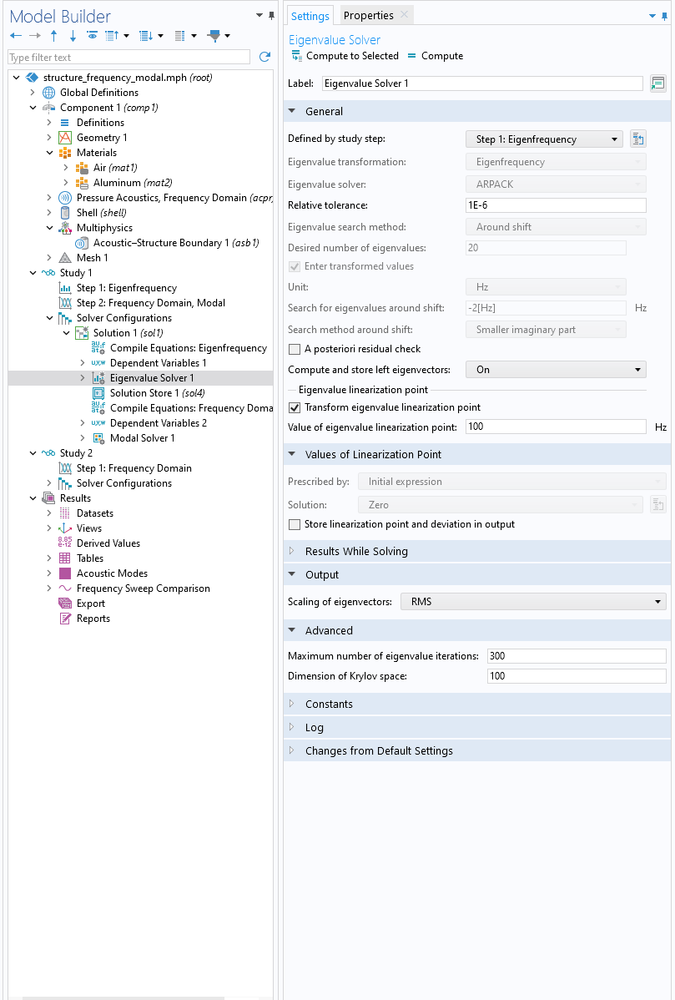 Model Builder
Type filter text
structure_frequency_modal.mph (root)
Global Definitions
Component 1 (comp1)
Definitions
Geometry 1
Materials
Air (mat1)
Aluminum (mat2)
Pressure Acoustics, Frequency Domain (acpr
Shell (shell)
Multiphysics
Acoustic–Structure Boundary 1 (asb1)
Mesh 1
Study 1
Step 1: Eigenfrequency
Step 2: Frequency Domain, Modal
Solver Configurations
Solution 1 (sol1)
Compile Equations: Eigenfrequency
Dependent Variables 1
Eigenvalue Solver 1
Solution Store 1 (sol4)
Compile Equations: Frequency Doma
Dependent Variables 2
Modal Solver 1
Study 2
Step 1: Frequency Domain
Solver Configurations
Results
Datasets
Views
8.85
e-12 Derived Values
Tables
Acoustic Modes
Frequency Sweep Comparison
Export
Reports
Settings Properties
Eigenvalue Solver
Compute to Selected = Compute
Label: Eigenvalue Solver 1
General
Defined by study step: Step 1: Eigenfrequency
Eigenvalue transformation: Eigenfrequency
Eigenvalue solver: ARPACK
Relative tolerance: 1E-6
Eigenvalue search method: Around shift
Desired number of eigenvalues: 20
Enter transformed values
Unit: Hz
Search for eigenvalues around shift: -2[Hz] Hz
Search method around shift: Smaller imaginary part
A posteriori residual check
Compute and store left eigenvectors: On
Eigenvalue linearization point
Transform eigenvalue linearization point
Value of eigenvalue linearization point: 100 Hz
Values of Linearization Point
Prescribed by: Initial expression
Solution: Zero
Store linearization point and deviation in output
Results While Solving
Output
Scaling of eigenvectors: RMS
Advanced
Maximum number of eigenvalue iterations: 300
Dimension of Krylov space: 100
Constants
Log
Changes from Default Settings